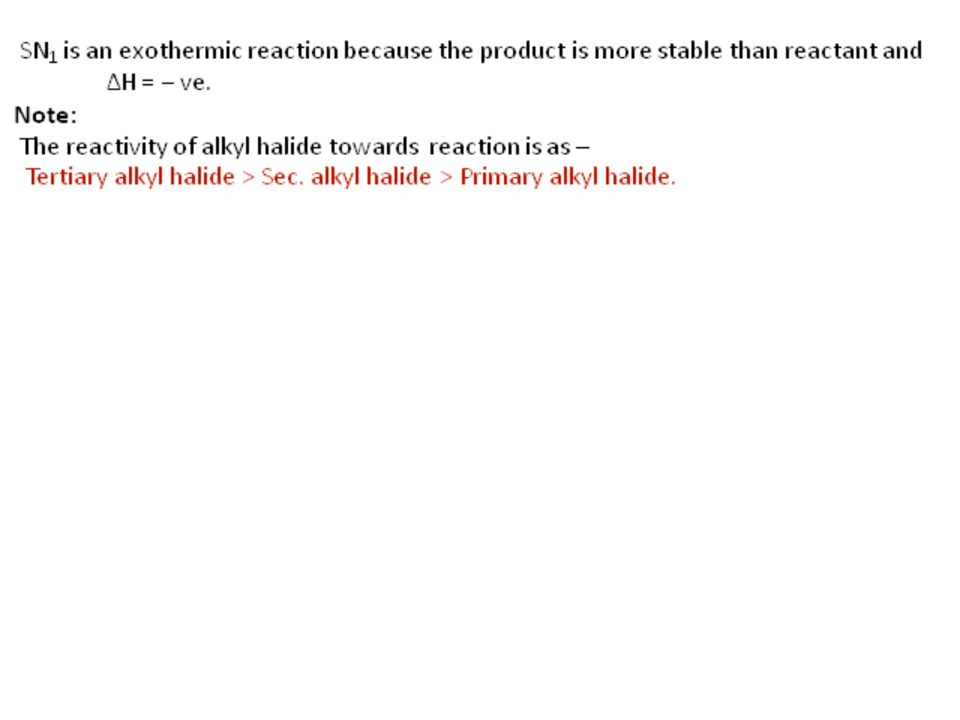 SN₁ is an exothermic reaction because the product is more stable than reactant and
ΔH = – ve.
Note:
The reactivity of alkyl halide towards reaction is as –
Tertiary alkyl halide > Sec. alkyl halide > Primary alkyl halide.